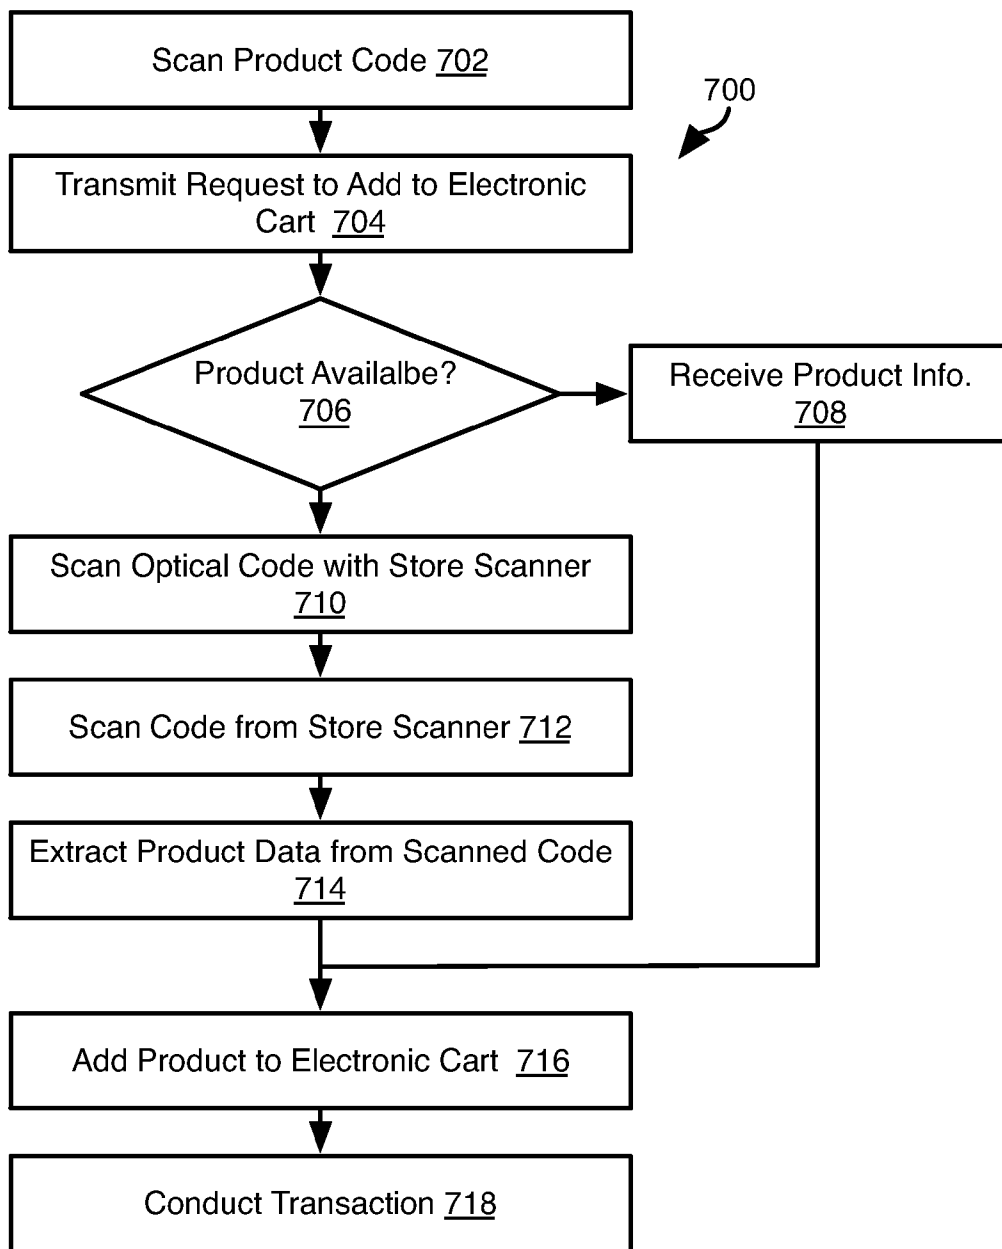 Scan Product Code 702
700
Transmit Request to Add to Electronic
Cart 704
Product Availalbe?
706
Receive Product Info.
708
Scan Optical Code with Store Scanner
710
Scan Code from Store Scanner 712
Extract Product Data from Scanned Code
714
Add Product to Electronic Cart 716
Conduct Transaction 718